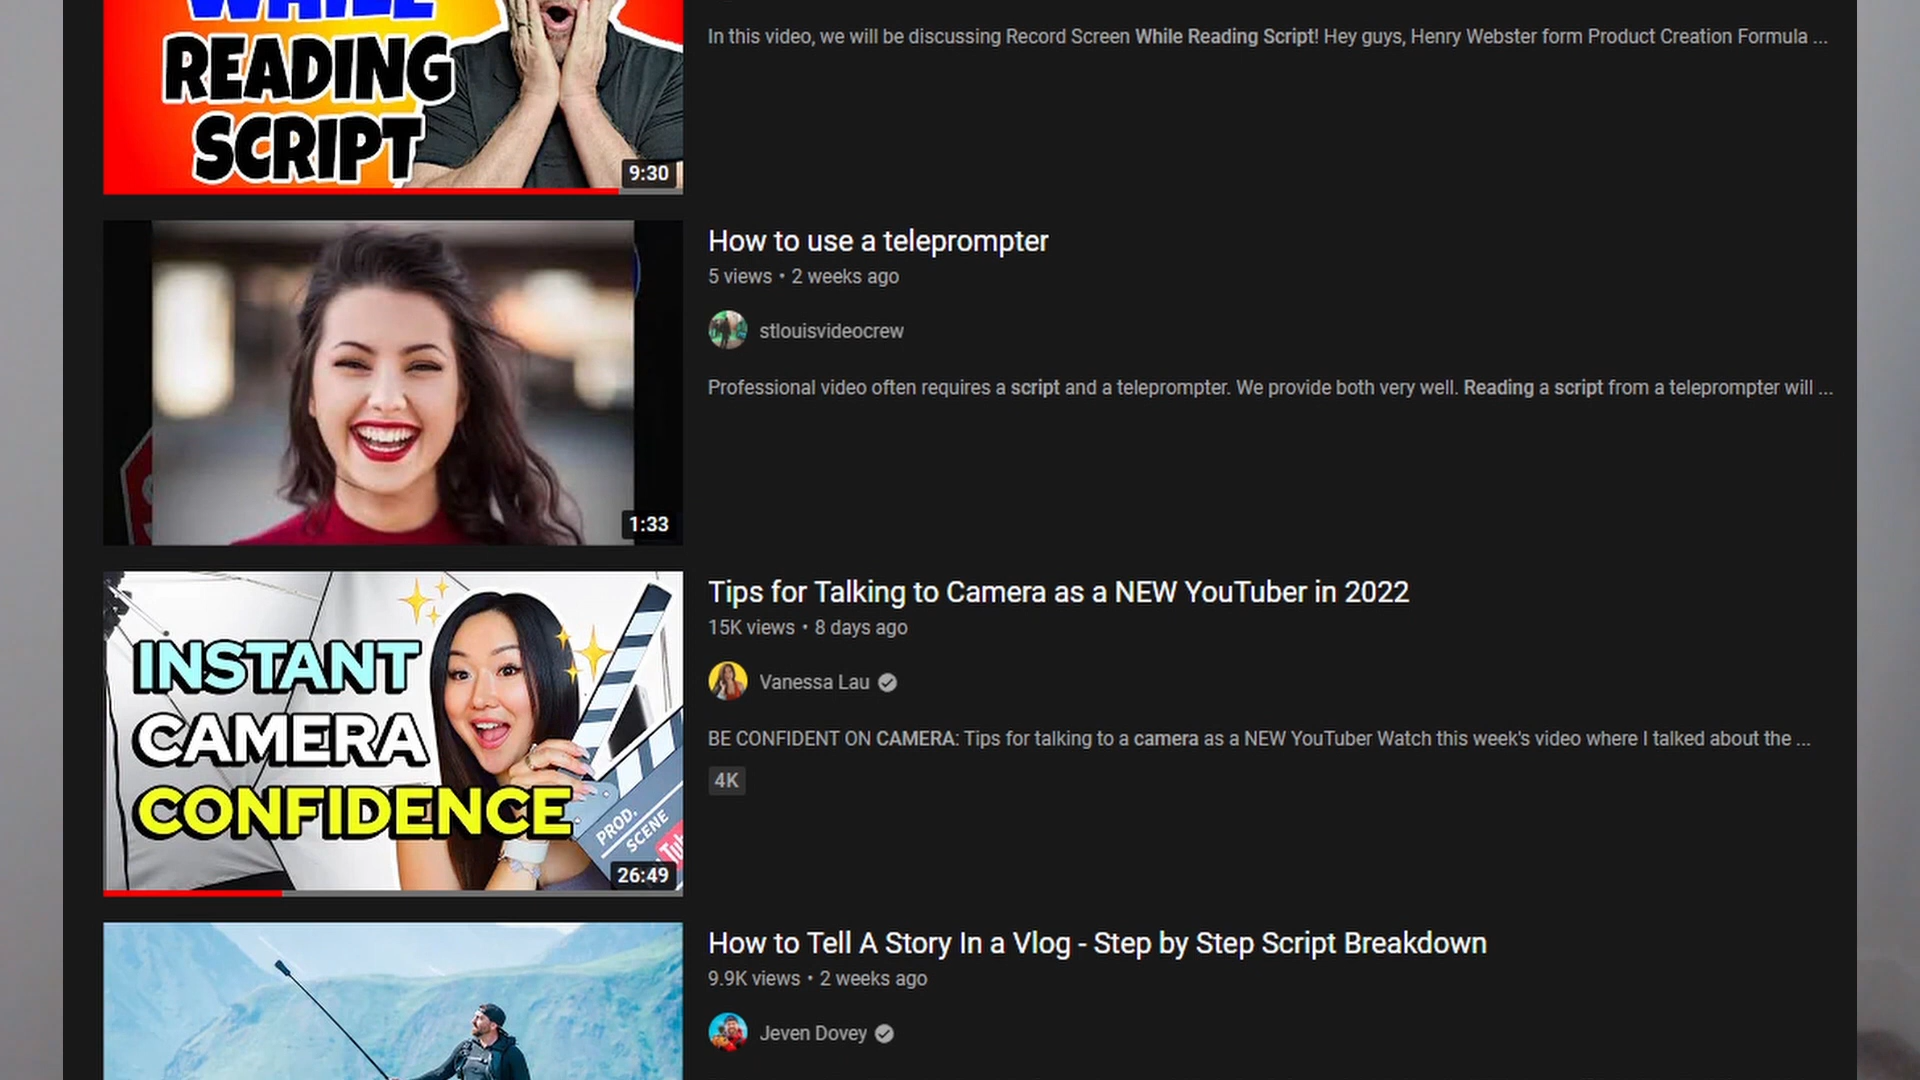 WHILE
READING
SCRIPT
9:30
In this video, we will be discussing Record Screen While Reading Script! Hey guys, Henry Webster form Product Creation Formula ...
1:33
How to use a teleprompter
5 views • 2 weeks ago
stlouisvideocrew
Professional video often requires a script and a teleprompter. We provide both very well. Reading a script from a teleprompter will ...
INSTANT
CAMERA
CONFIDENCE
PROD.
SCENE
Tu
26:49
Tips for Talking to Camera as a NEW YouTuber in 2022
15K views • 8 days ago
Vanessa Lau
BE CONFIDENT ON CAMERA: Tips for talking to a camera as a NEW YouTuber Watch this week's video where I talked about the ...
4K
How to Tell A Story In a Vlog - Step by Step Script Breakdown
9.9K views • 2 weeks ago
Jeven Dovey